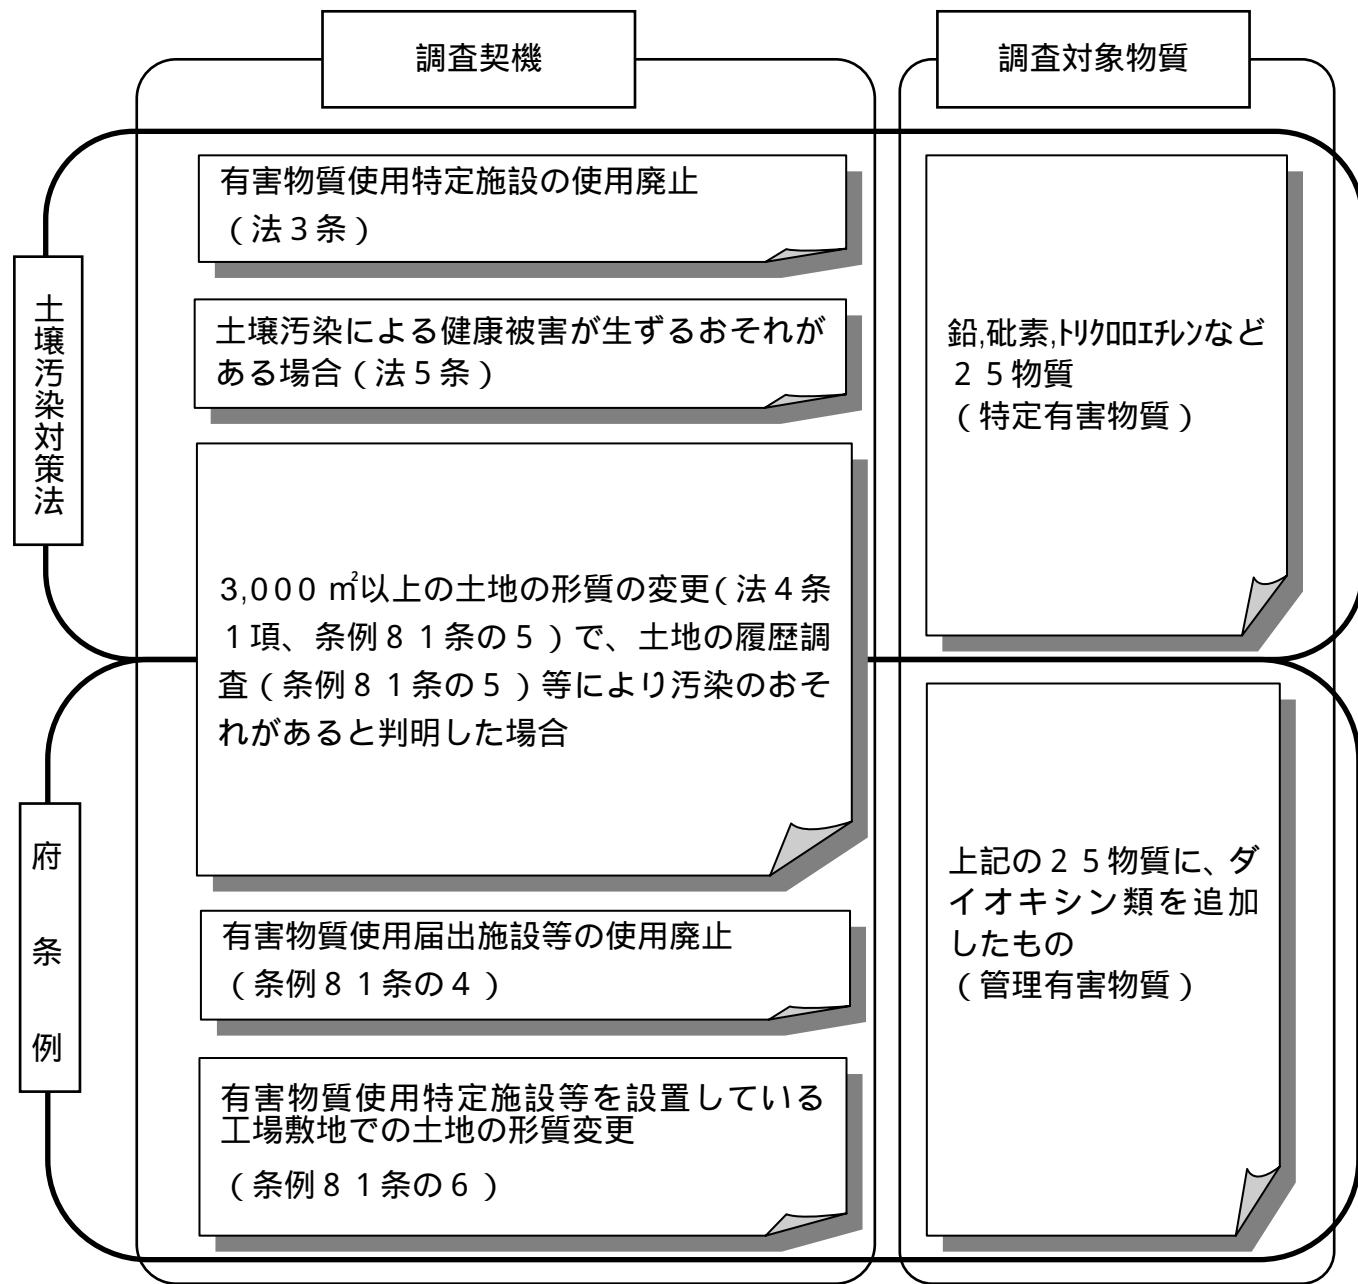 調査契機
調査対象物質
土壌汚染対策法
有害物質使用特定施設の使用廃止
（法３条）
土壌汚染による健康被害が生ずるおそれが
ある場合（法５条）
3,000 ㎡以上の土地の形質の変更（法４条
１項、条例８１条の５）で、土地の履歴調
査（条例８１条の５）等により汚染のおそ
れがあると判明した場合
鉛,砒素,ﾄﾘｸﾛﾛｴﾁﾚﾝなど
２５物質
（特定有害物質）
府条例
有害物質使用届出施設等の使用廃止
（条例８１条の４）
有害物質使用特定施設等を設置している
工場敷地での土地の形質変更
（条例８１条の６）
上記の２５物質に、ダ
イオキシン類を追加
したもの
（管理有害物質）